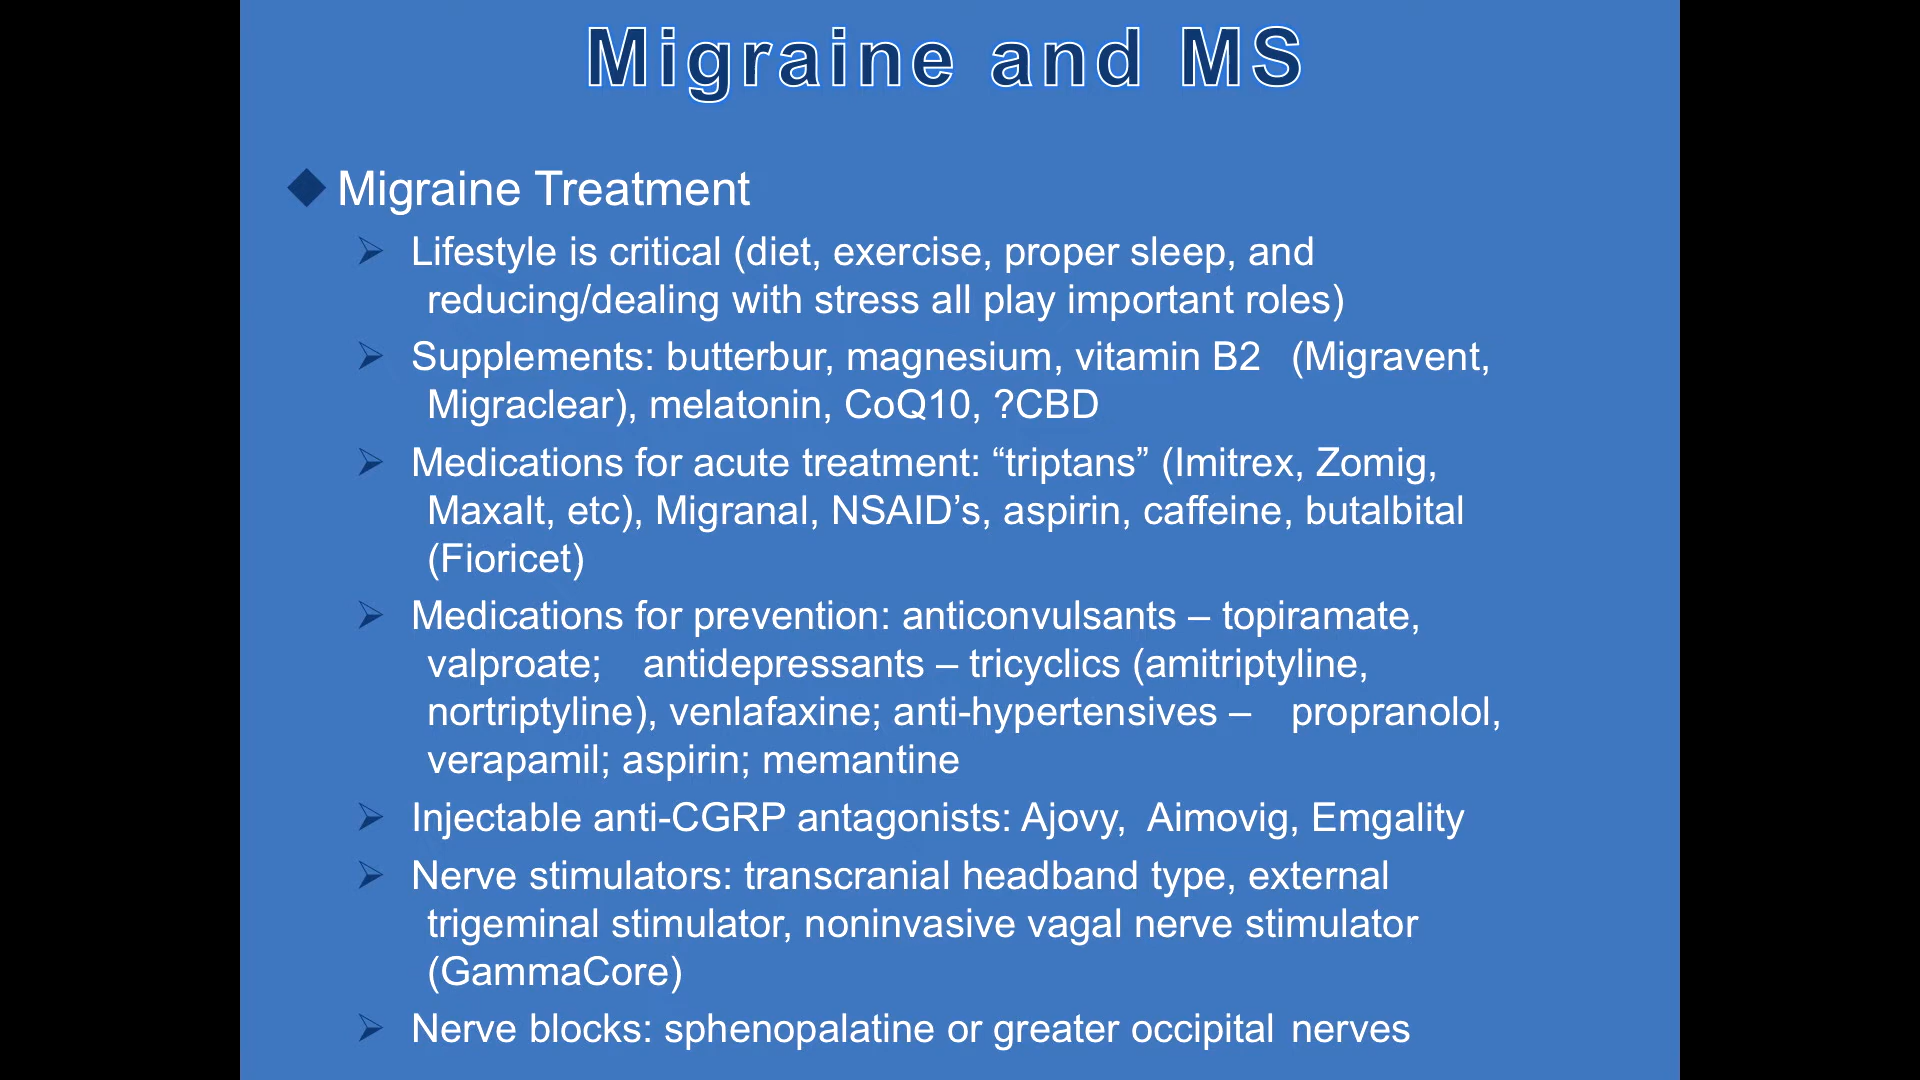 Migraine and MS
Migraine Treatment
Lifestyle is critical (diet, exercise, proper sleep, and
reducing/dealing with stress all play important roles)
Supplements: butterbur, magnesium, vitamin B2 (Migravent,
Migraclear), melatonin, CoQ10, ?CBD
Medications for acute treatment: “triptans” (Imitrex, Zomig,
Maxalt, etc), Migranal, NSAID’s, aspirin, caffeine, butalbital
(Fioricet)
Medications for prevention: anticonvulsants – topiramate,
valproate; antidepressants – tricyclics (amitriptyline,
nortriptyline), venlafaxine; anti-hypertensives – propranolol,
verapamil; aspirin; memantine
Injectable anti-CGRP antagonists: Ajovy, Aimovig, Emgality
Nerve stimulators: transcranial headband type, external
trigeminal stimulator, noninvasive vagal nerve stimulator
(GammaCore)
Nerve blocks: sphenopalatine or greater occipital nerves